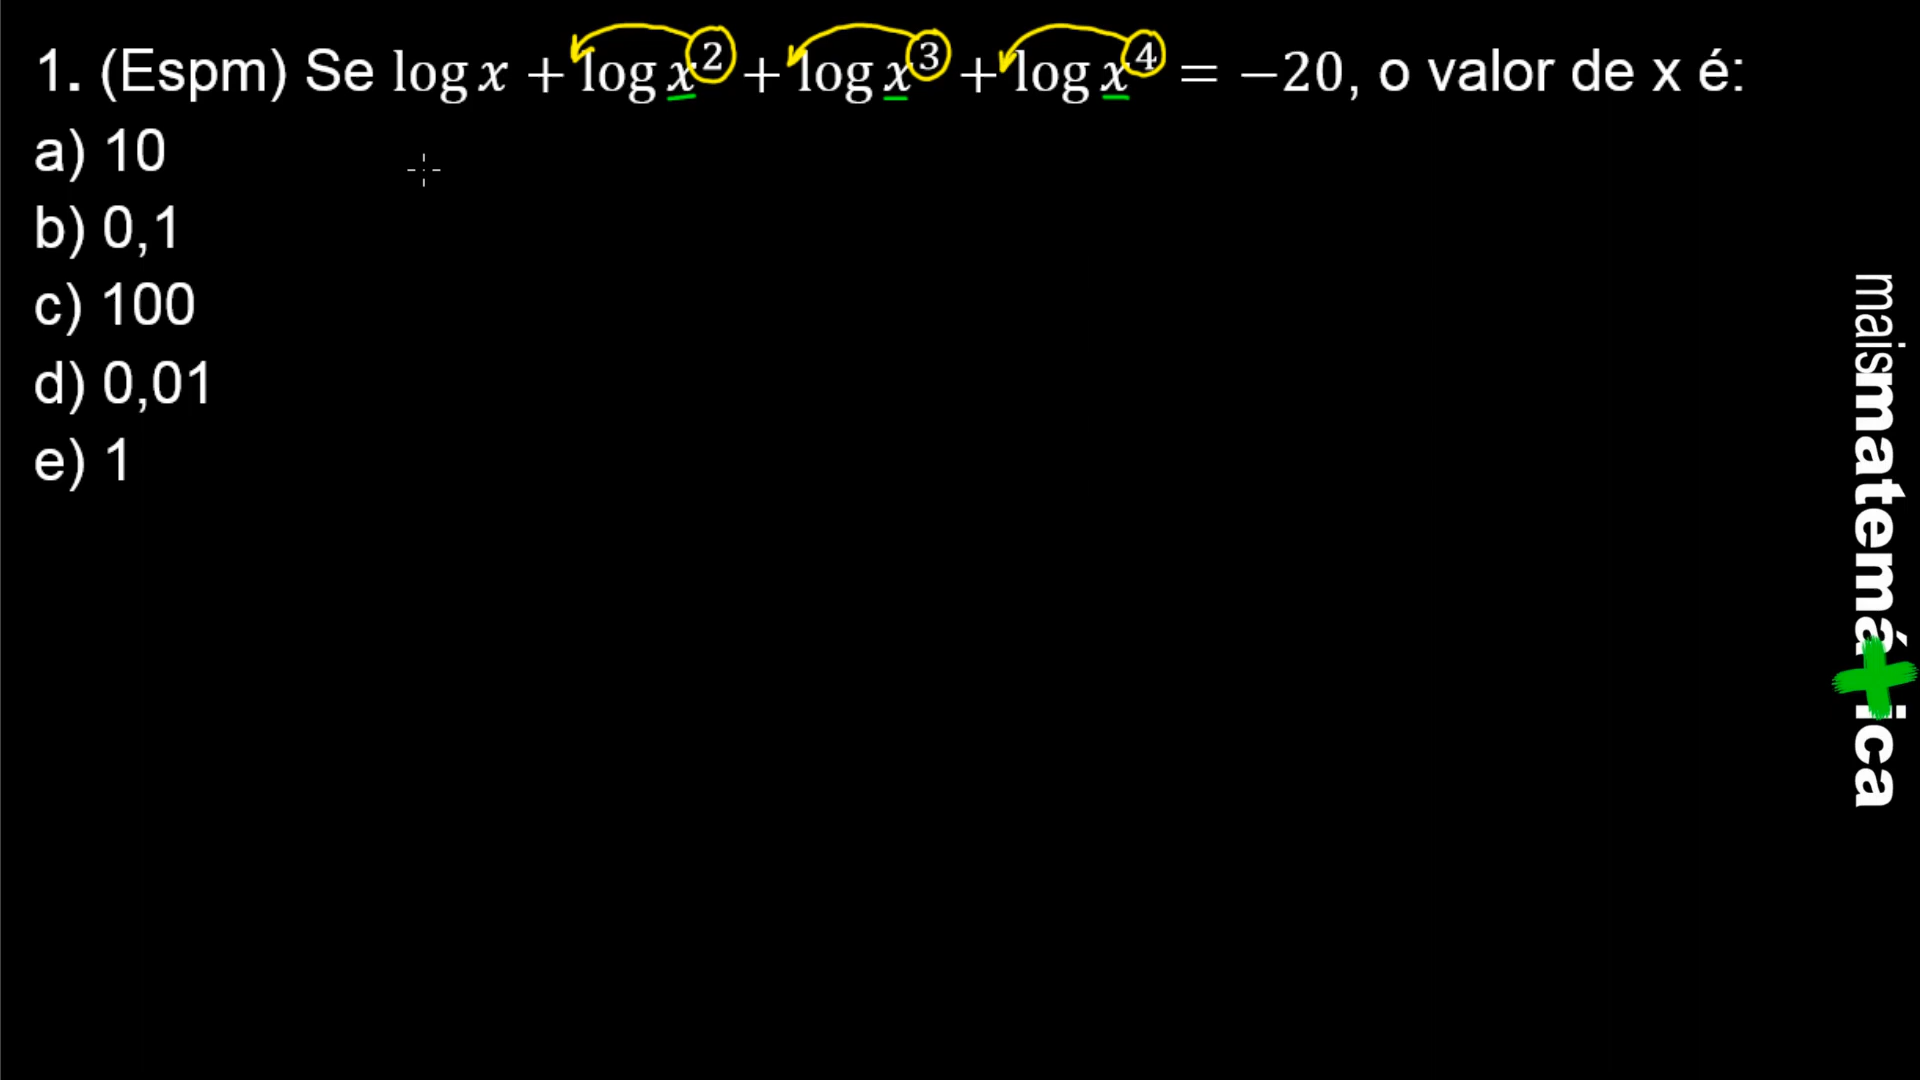 1. (Espm) Se log x + log x² + log x³ + log x⁴ = −20, o valor de x é:
a) 10
b) 0,1
c) 100
d) 0,01
e) 1
maismatemática